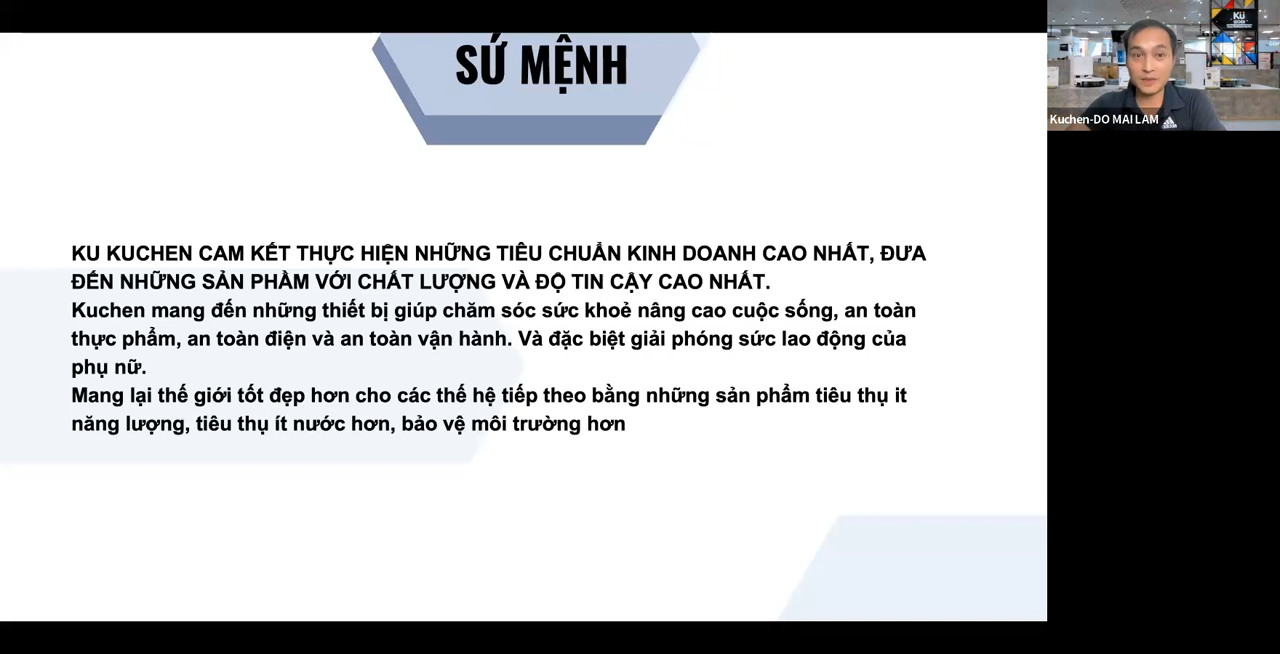 SỨ MỆNH
KU KUCHEN CAM KẾT THỰC HIỆN NHỮNG TIÊU CHUẨN KINH DOANH CAO NHẤT, ĐƯA
ĐẾN NHỮNG SẢN PHẦM VỚI CHẤT LƯỢNG VÀ ĐỘ TIN CẬY CAO NHẤT.
Kuchen mang đến những thiết bị giúp chăm sóc sức khoẻ nâng cao cuộc sống, an toàn
thực phẩm, an toàn điện và an toàn vận hành. Và đặc biệt giải phóng sức lao động của
phụ nữ.
Mang lại thế giới tốt đẹp hơn cho các thế hệ tiếp theo bằng những sản phẩm tiêu thụ it
năng lượng, tiêu thụ ít nước hơn, bảo vệ môi trường hơn
KU
Kuchen-DO MAI LAM
adidas